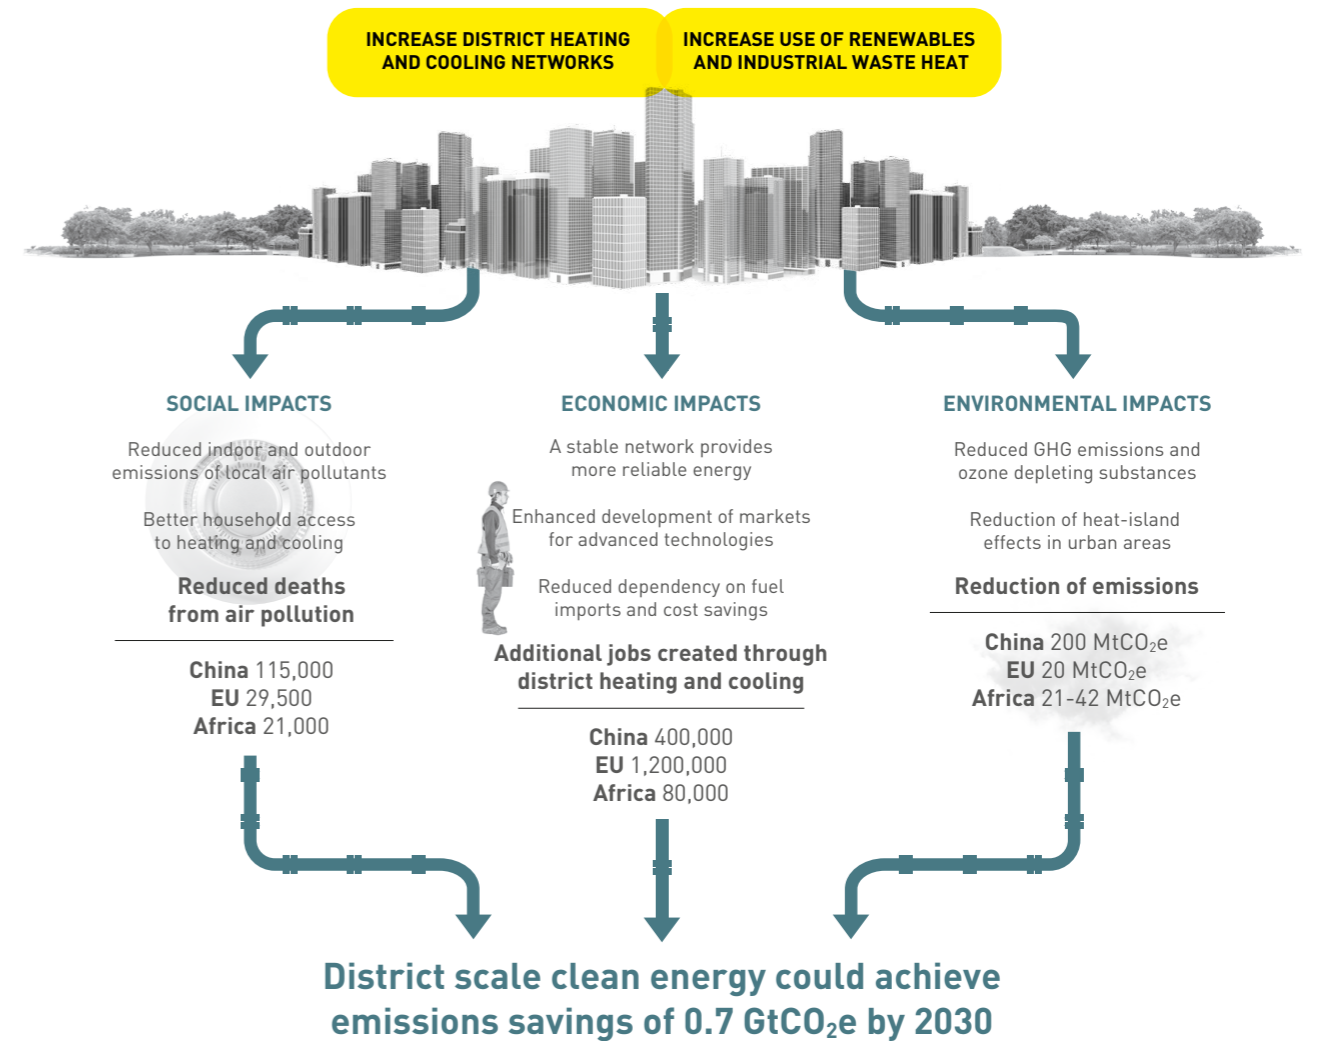 INCREASE DISTRICT HEATING
AND COOLING NETWORKS
INCREASE USE OF RENEWABLES
AND INDUSTRIAL WASTE HEAT
SOCIAL IMPACTS
Reduced indoor and outdoor
emissions of local air pollutants
Better household access
to heating and cooling
Reduced deaths
from air pollution
China 115,000
EU 29,500
Africa 21,000
ECONOMIC IMPACTS
A stable network provides
more reliable energy
Enhanced development of markets
for advanced technologies
Reduced dependency on fuel
imports and cost savings
Additional jobs created through
district heating and cooling
China 400,000
EU 1,200,000
Africa 80,000
ENVIRONMENTAL IMPACTS
Reduced GHG emissions and
ozone depleting substances
Reduction of heat-island
effects in urban areas
Reduction of emissions
China 200 MtCO₂e
EU 20 MtCO₂e
Africa 21-42 MtCO₂e
District scale clean energy could achieve
emissions savings of 0.7 GtCO₂e by 2030